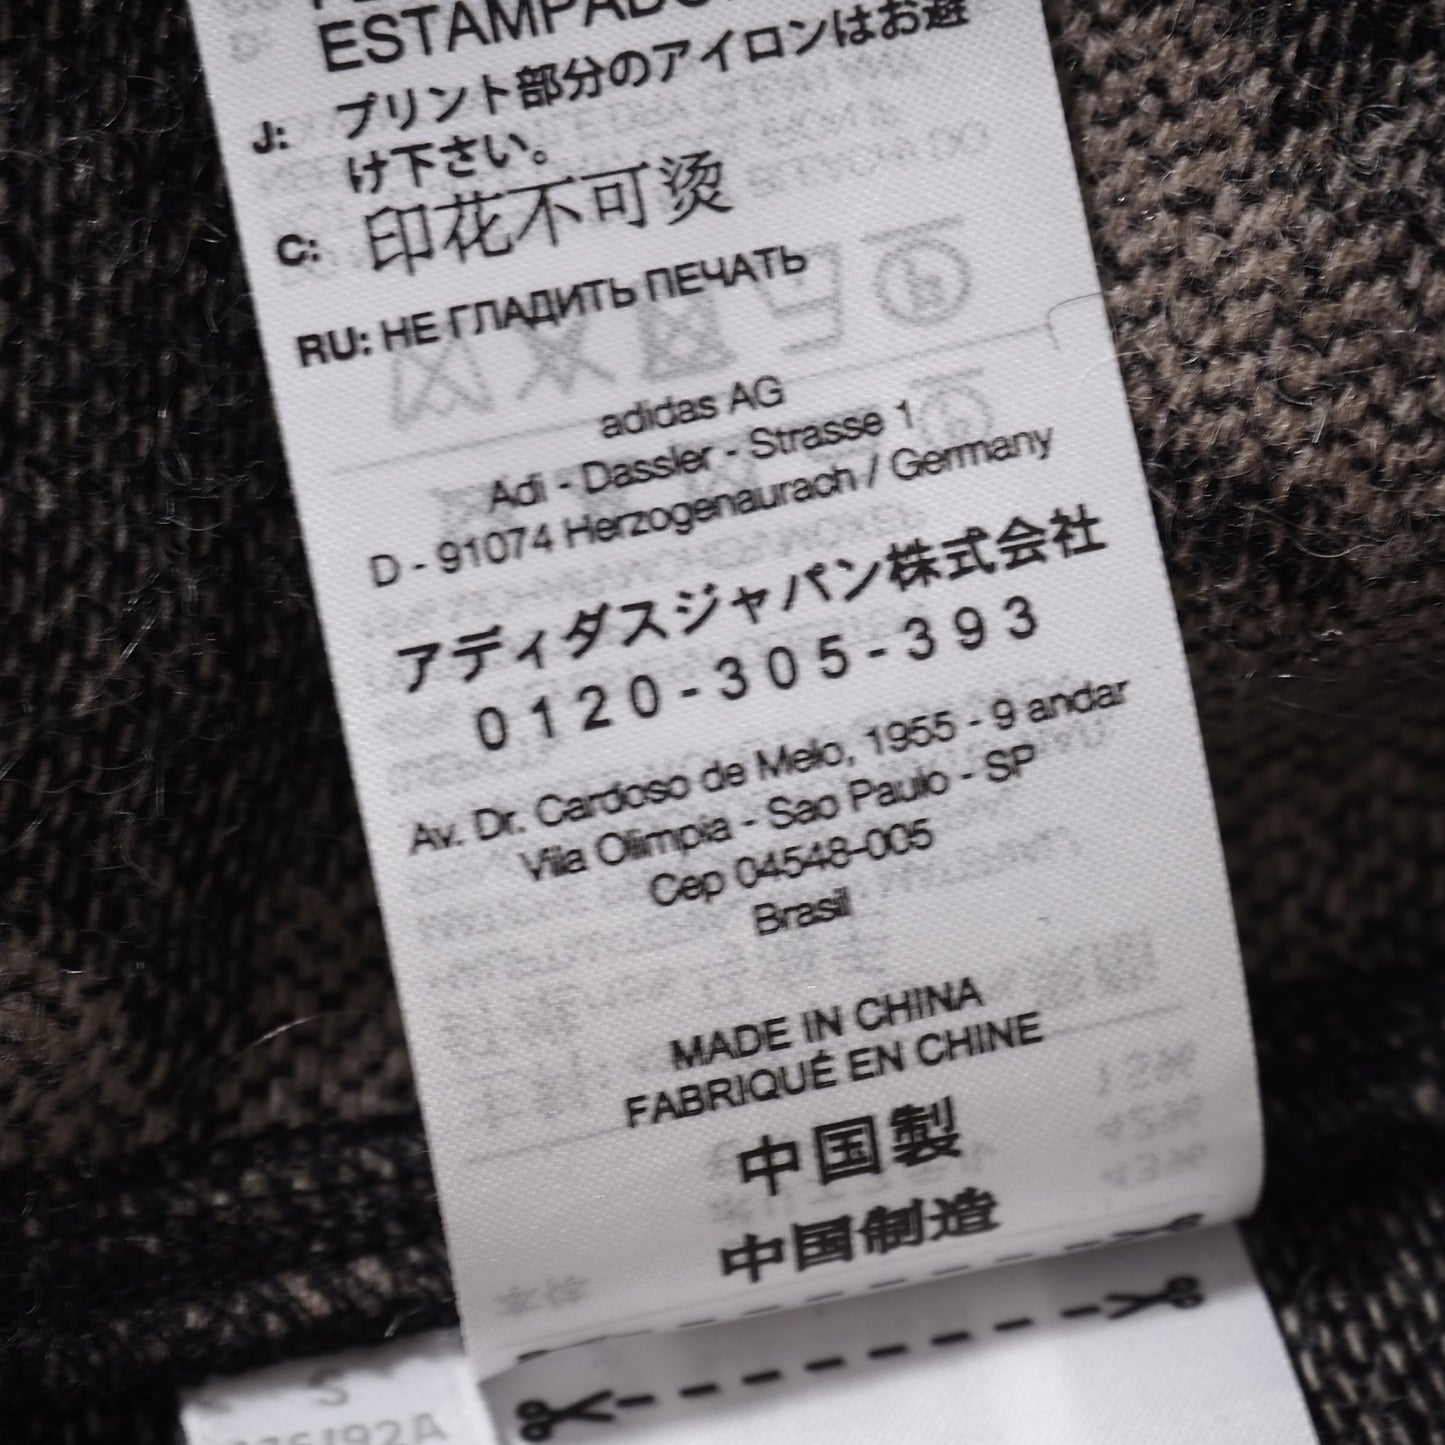 ESTAMPADO
J: プリント部分のアイロンはお避
け下さい。
C: 印花不可烫
RU: НЕ ГЛАДИТЬ ПЕЧАТЬ
adidas AG
Adi - Dassler - Strasse 1
D - 91074 Herzogenaurach / Germany
アディダスジャパン株式会社
0120-305-393
Av. Dr. Cardoso de Melo, 1955 - 9 andar
Vila Olimpia - Sao Paulo - SP
Cep 04548-005
Brasil
MADE IN CHINA
FABRIQUÉ EN CHINE
中国製
中国制造
S
/92A